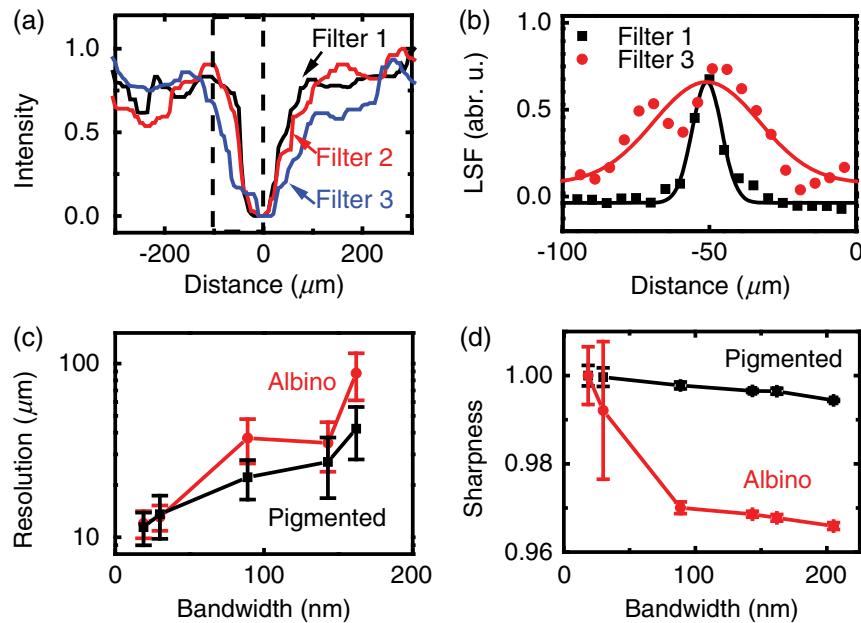 (a)
1.0
0.5
0.0
Intensity
Filter 1
Filter 2
Filter 3
-200
0
200
Distance (μm)
(b)
1.0
0.5
0.0
LSF (abr. u.)
Filter 1
Filter 3
-100
-50
0
Distance (μm)
(c)
100
10
Resolution (μm)
Albino
Pigmented
0
100
200
Bandwidth (nm)
(d)
1.00
0.98
0.96
Sharpness
Pigmented
Albino
0
50
100
150
200
Bandwidth (nm)